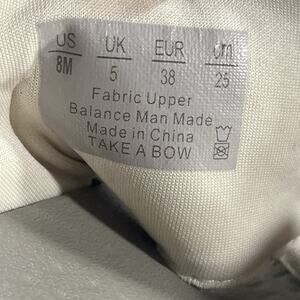 US UK EUR cm
8M 5 38 25
Fabric Upper
Balance Man Made
Made in China
TAKE A BOW